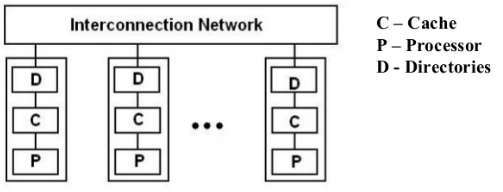 Interconnection Network
C – Cache
P – Processor
D - Directories
D D D
C C C
P P P